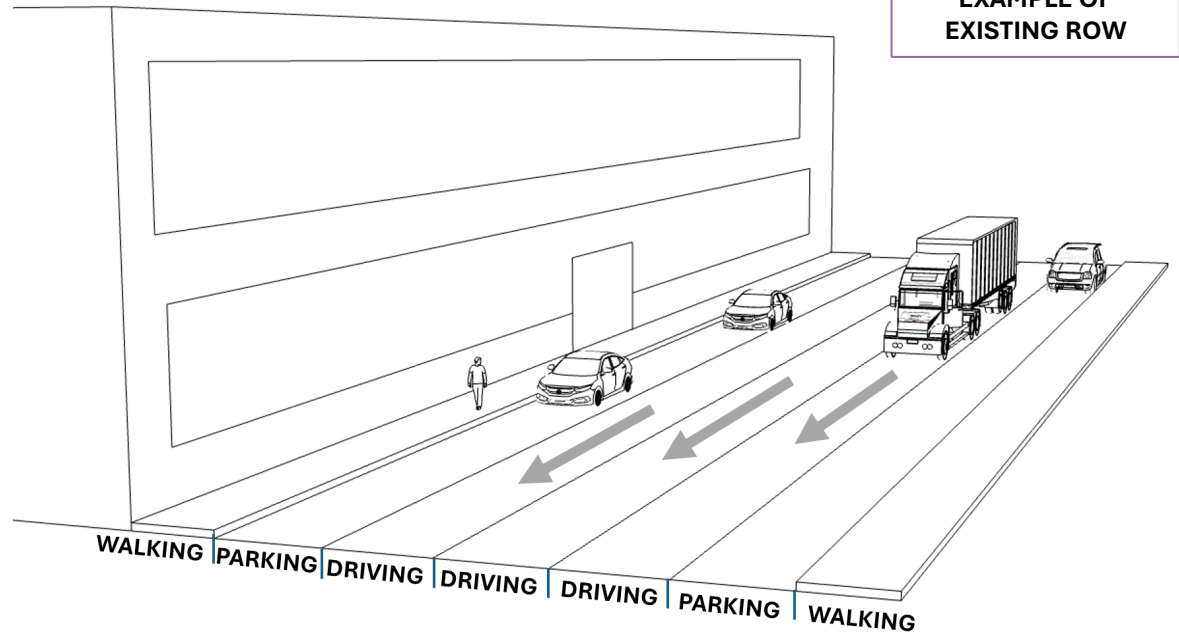 EXAMPLE OF
EXISTING ROW
WALKING
PARKING
DRIVING
DRIVING
DRIVING
PARKING
WALKING